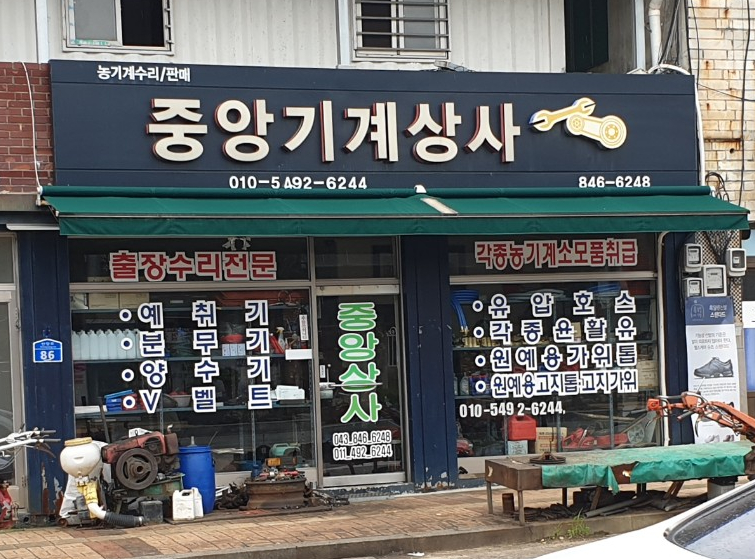 농기계수리/판매
중앙기계상사
010-5492-6244
846-6248
출장수리전문
각종농기계소모품취급
•예취기
•분무기
•양수기
•V벨트
중앙상사
043.846.6248
011.492.6244
•유압호스
•각종윤활유
•원예용가위톱
•원예용고지톱·고지가위
010-5492-6244.
86